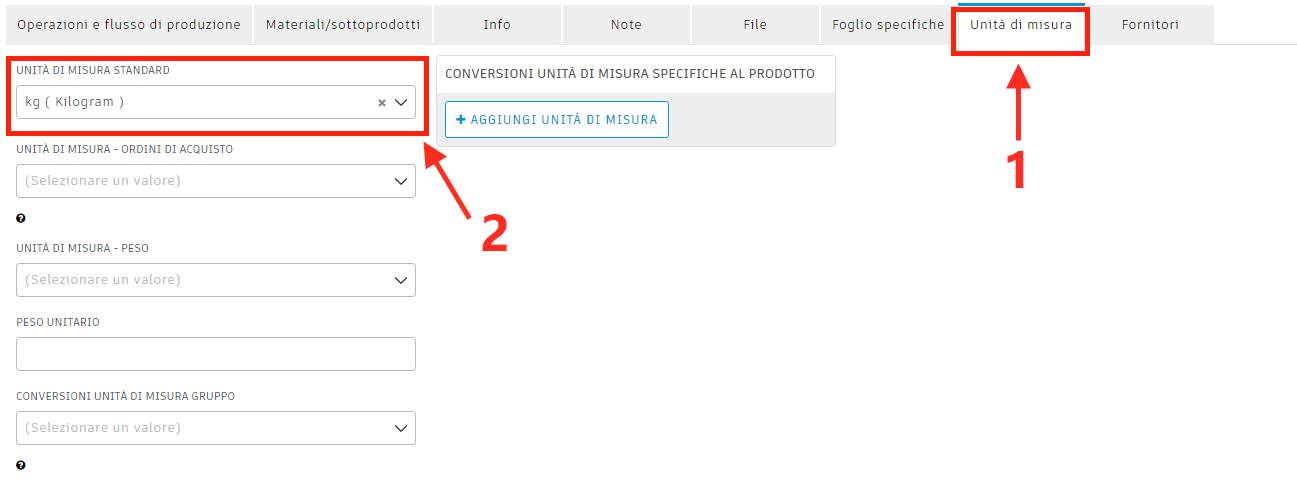 Operazioni e flusso di produzione
Materiali/sottoprodotti
Info
Note
File
Foglio specifiche
Unità di misura
Fornitori
UNITÀ DI MISURA STANDARD
kg ( Kilogram )
CONVERSIONI UNITÀ DI MISURA SPECIFICHE AL PRODOTTO
+ AGGIUNGI UNITÀ DI MISURA
1
UNITÀ DI MISURA - ORDINI DI ACQUISTO
(Selezionare un valore)
2
UNITÀ DI MISURA - PESO
(Selezionare un valore)
PESO UNITARIO
CONVERSIONI UNITÀ DI MISURA GRUPPO
(Selezionare un valore)